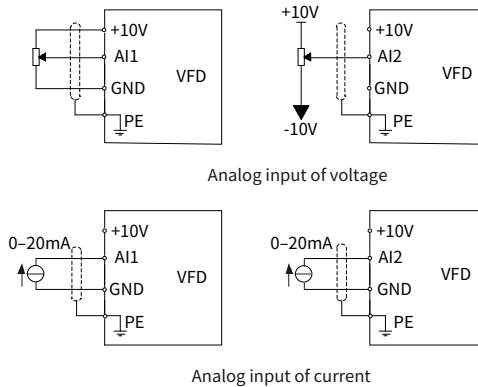 +10V
AI1
GND
PE
VFD
+10V
-10V
+10V
AI2
GND
PE
VFD
Analog input of voltage
0–20mA
+10V
AI1
GND
PE
VFD
0–20mA
+10V
AI2
GND
PE
VFD
Analog input of current